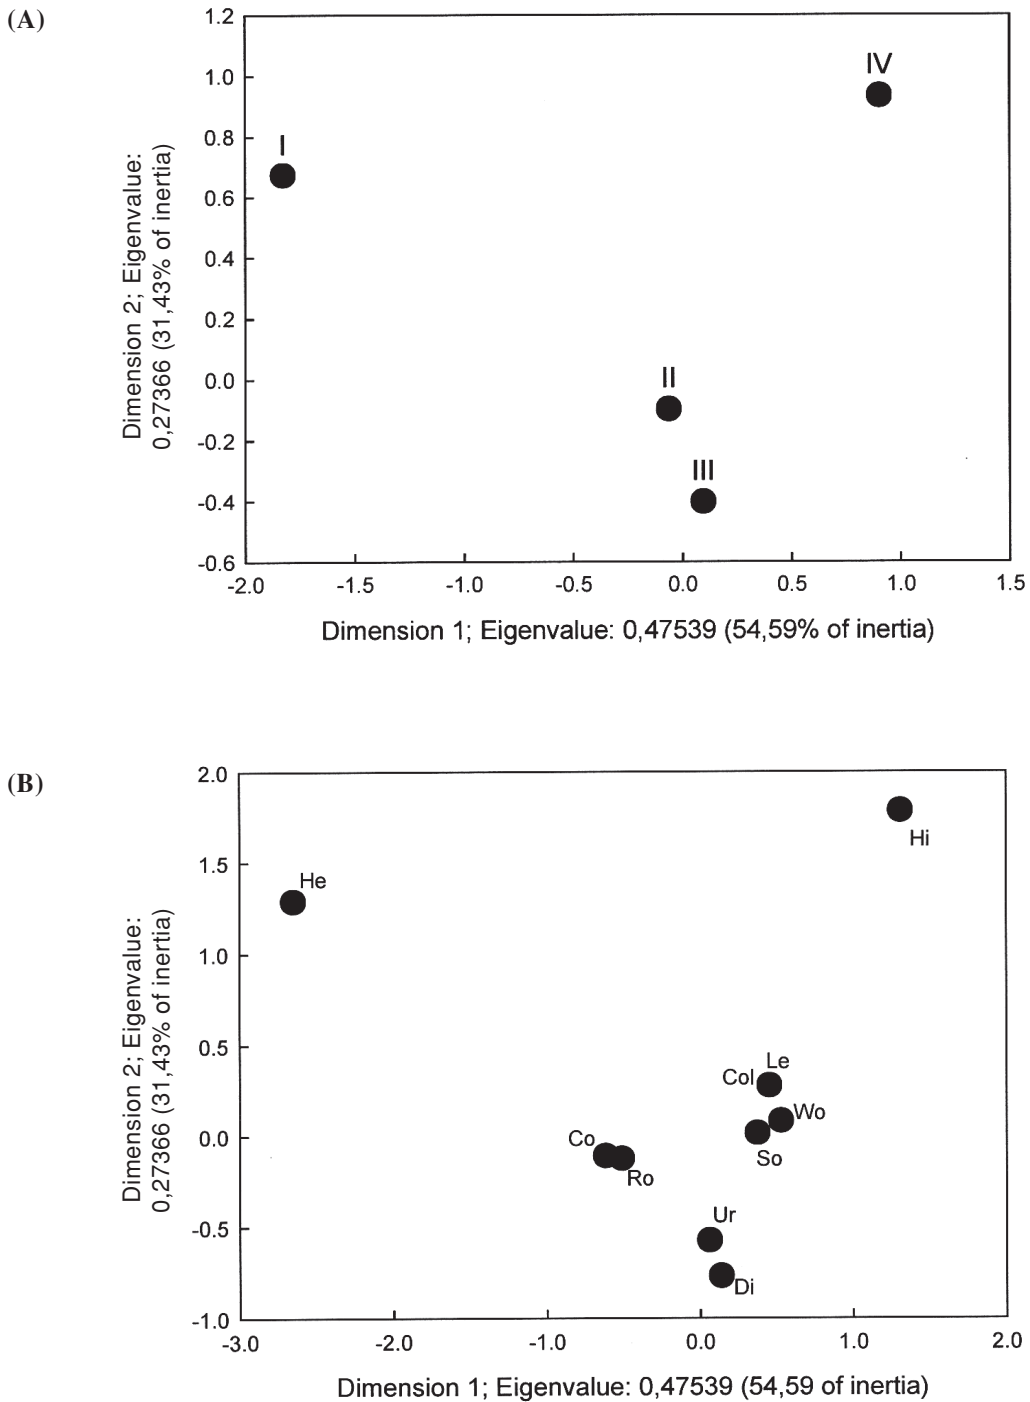 (A)
1.2
1.0
0.8
0.6
0.4
0.2
0.0
-0.2
-0.4
-0.6
Dimension 2; Eigenvalue:
0,27366 (31,43% of inertia)
I
II
III
IV
-2.0 -1.5 -1.0 -0.5 0.0 0.5 1.0 1.5
Dimension 1; Eigenvalue: 0,47539 (54,59% of inertia)
(B)
2.0
1.5
1.0
0.5
0.0
-0.5
-1.0
Dimension 2; Eigenvalue:
0,27366 (31,43% of inertia)
Hi
He
Le
Col
Wo
So
Co
Ro
Ur
Di
-3.0 -2.0 -1.0 0.0 1.0 2.0
Dimension 1; Eigenvalue: 0,47539 (54,59 of inertia)